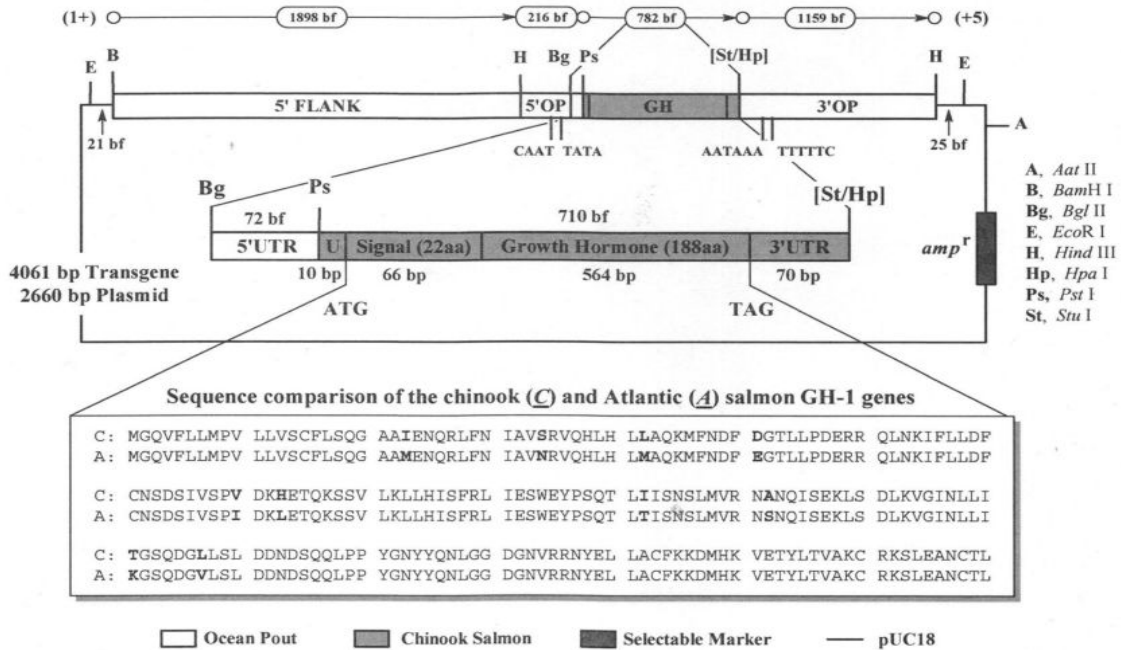 (1+) 1898 bf 216 bf 782 bf 1159 bf (+5)
E B H Bg Ps [St/Hp] H E
5' FLANK 5'OP GH 3'OP
21 bf 25 bf A
CAAT TATA AATAAA TTTTTC
Bg Ps [St/Hp]
72 bf 710 bf
5'UTR U Signal (22aa) Growth Hormone (188aa) 3'UTR
10 bp 66 bp 564 bp 70 bp
ATG TAG
4061 bp Transgene
2660 bp Plasmid
amp r
A, Aat II
B, BamH I
Bg, Bgl II
E, EcoR I
H, Hind III
Hp, Hpa I
Ps, Pst I
St, Stu I
Sequence comparison of the chinook (C) and Atlantic (A) salmon GH-1 genes
C: MGQVFLLMPV LLVSCFLSQG AAIENQRLFN IAVSRVQHLH LLAQKMFNDF DGTLLPDERR QLNKIFLLDF
A: MGQVFLLMPV LLVSCFLSQG AAMENQRLFN IAVNRVQHLH LMAQKMFNDF EGTLLPDERR QLNKIFLLDF
C: CNSDSIVSPV DKHETQKSSV LKLLHISFRL IESWEYPSQT LIISNSLMVR NANQISEKLS DLKVGINLLI
A: CNSDSIVSPI DKLETQKSSV LKLLHISFRL IESWEYPSQT LTISNSLMVR NSNQISEKLS DLKVGINLLI
C: TGSQDGLLSL DDNDSQQLPP YGNYYQNLGG DGNVRRNYEL LACFKKDMHK VETYLTVAKC RKSLEANCTL
A: KGSQDGVLSL DDNDSQQLPP YGNYYQNLGG DGNVRRNYEL LACFKKDMHK VETYLTVAKC RKSLEANCTL
Ocean Pout Chinook Salmon Selectable Marker pUC18